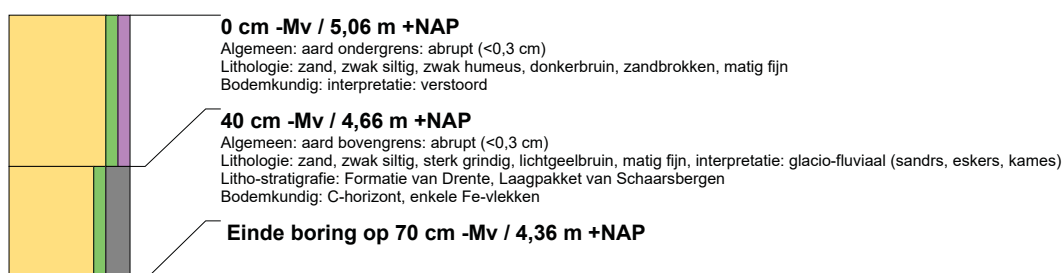 0 cm -Mv / 5,06 m +NAP
Algemeen: aard ondergrens: abrupt (<0,3 cm)
Lithologie: zand, zwak siltig, zwak humeus, donkerbruin, zandbrokken, matig fijn
Bodemkundig: interpretatie: verstoord
40 cm -Mv / 4,66 m +NAP
Algemeen: aard bovengrens: abrupt (<0,3 cm)
Lithologie: zand, zwak siltig, sterk grindig, lichtgeelbruin, matig fijn, interpretatie: glacio-fluviaal (sandrs, eskers, kames)
Litho-stratigrafie: Formatie van Drente, Laagpakket van Schaarsbergen
Bodemkundig: C-horizont, enkele Fe-vlekken
Einde boring op 70 cm -Mv / 4,36 m +NAP